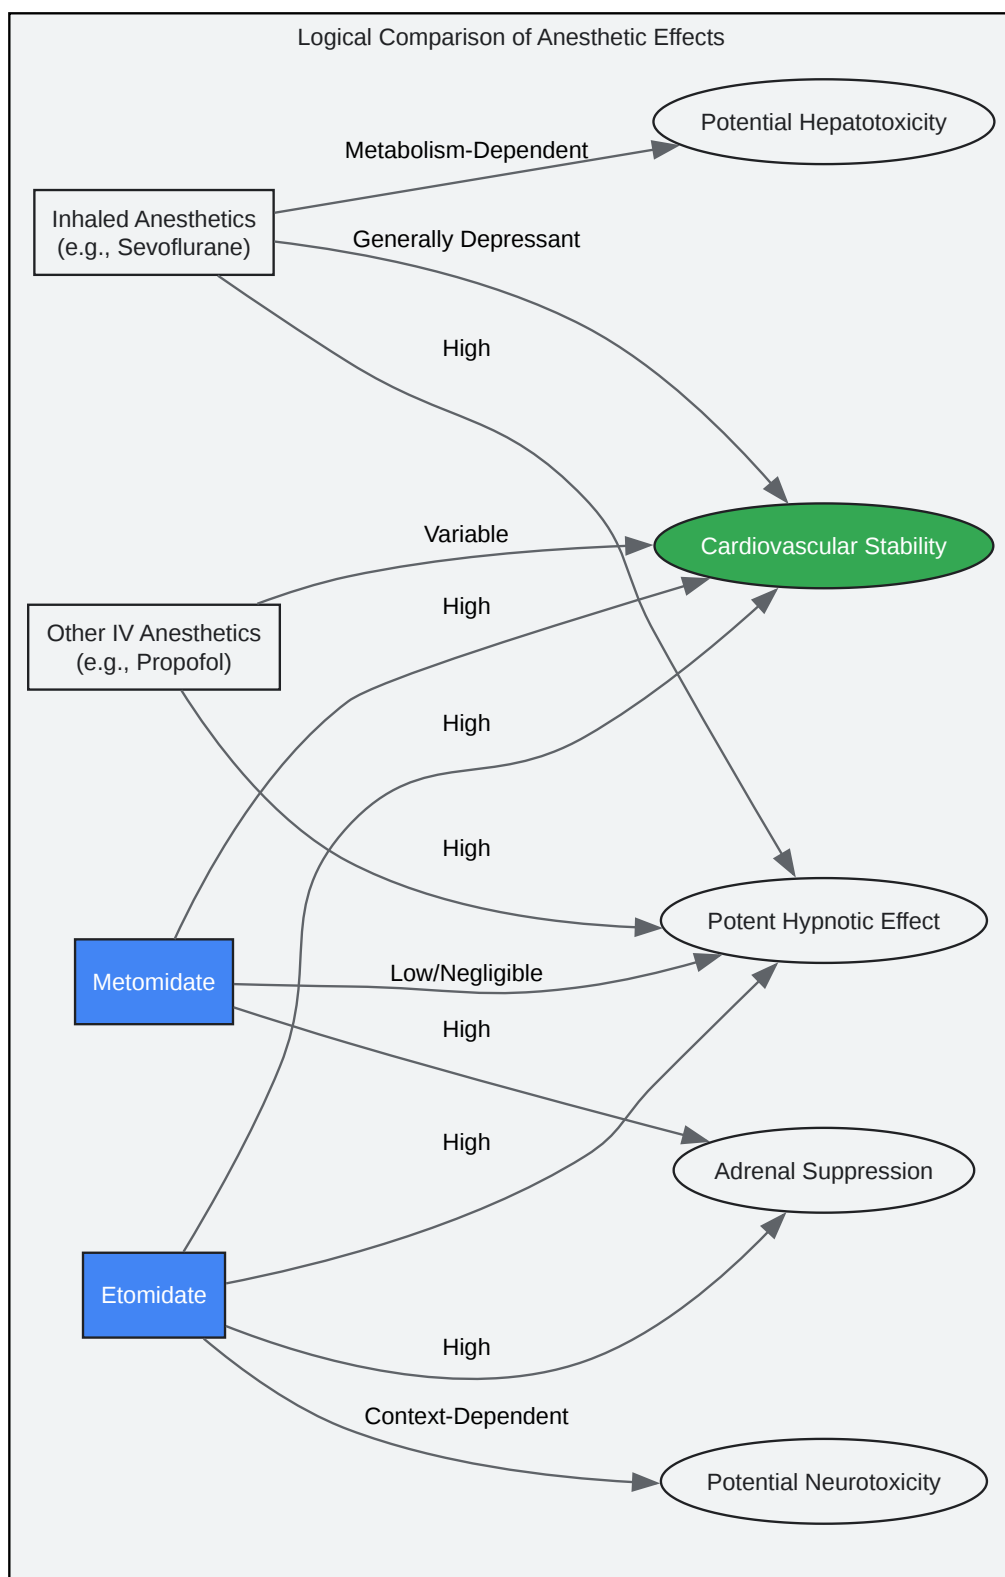 Logical Comparison of Anesthetic Effects
Potential Hepatotoxicity
Metabolism-Dependent
Inhaled Anesthetics
(e.g., Sevoflurane)
Generally Depressant
High
Variable
Cardiovascular Stability
High
Other IV Anesthetics
(e.g., Propofol)
High
High
Potent Hypnotic Effect
Low/Negligible
Metomidate
High
High
Adrenal Suppression
Etomidate
High
Context-Dependent
Potential Neurotoxicity